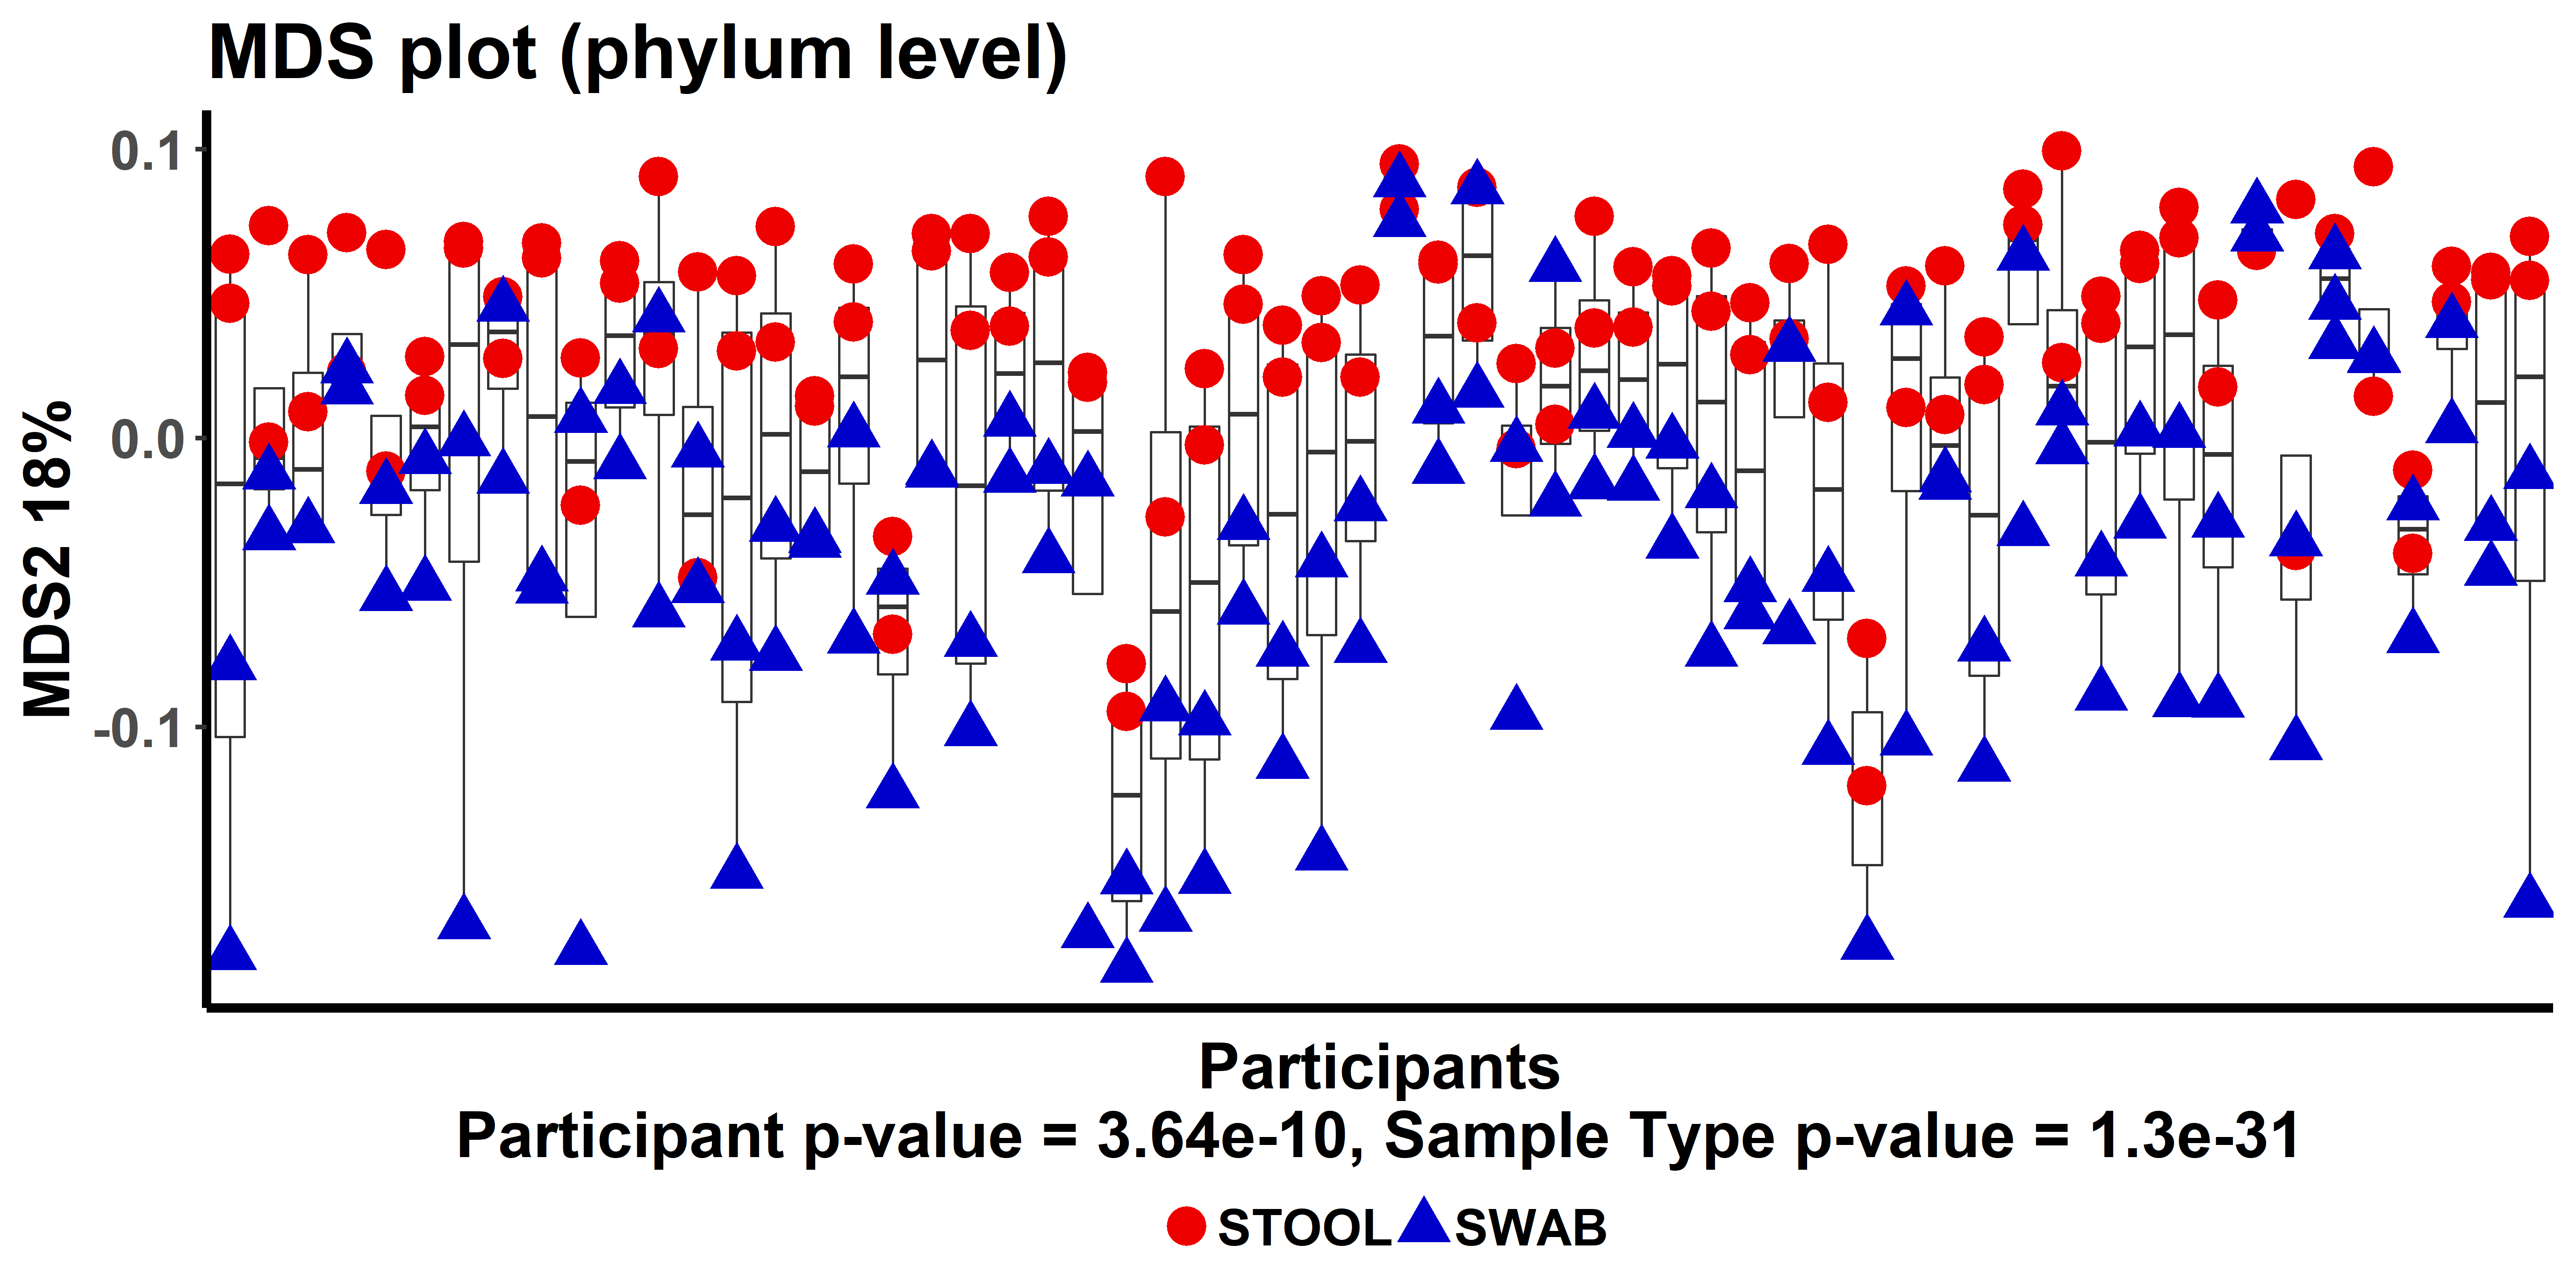 MDS plot (phylum level)
0.1
0.0
-0.1
MDS2 18%
Participants
Participant p-value = 3.64e-10, Sample Type p-value = 1.3e-31
STOOL SWAB